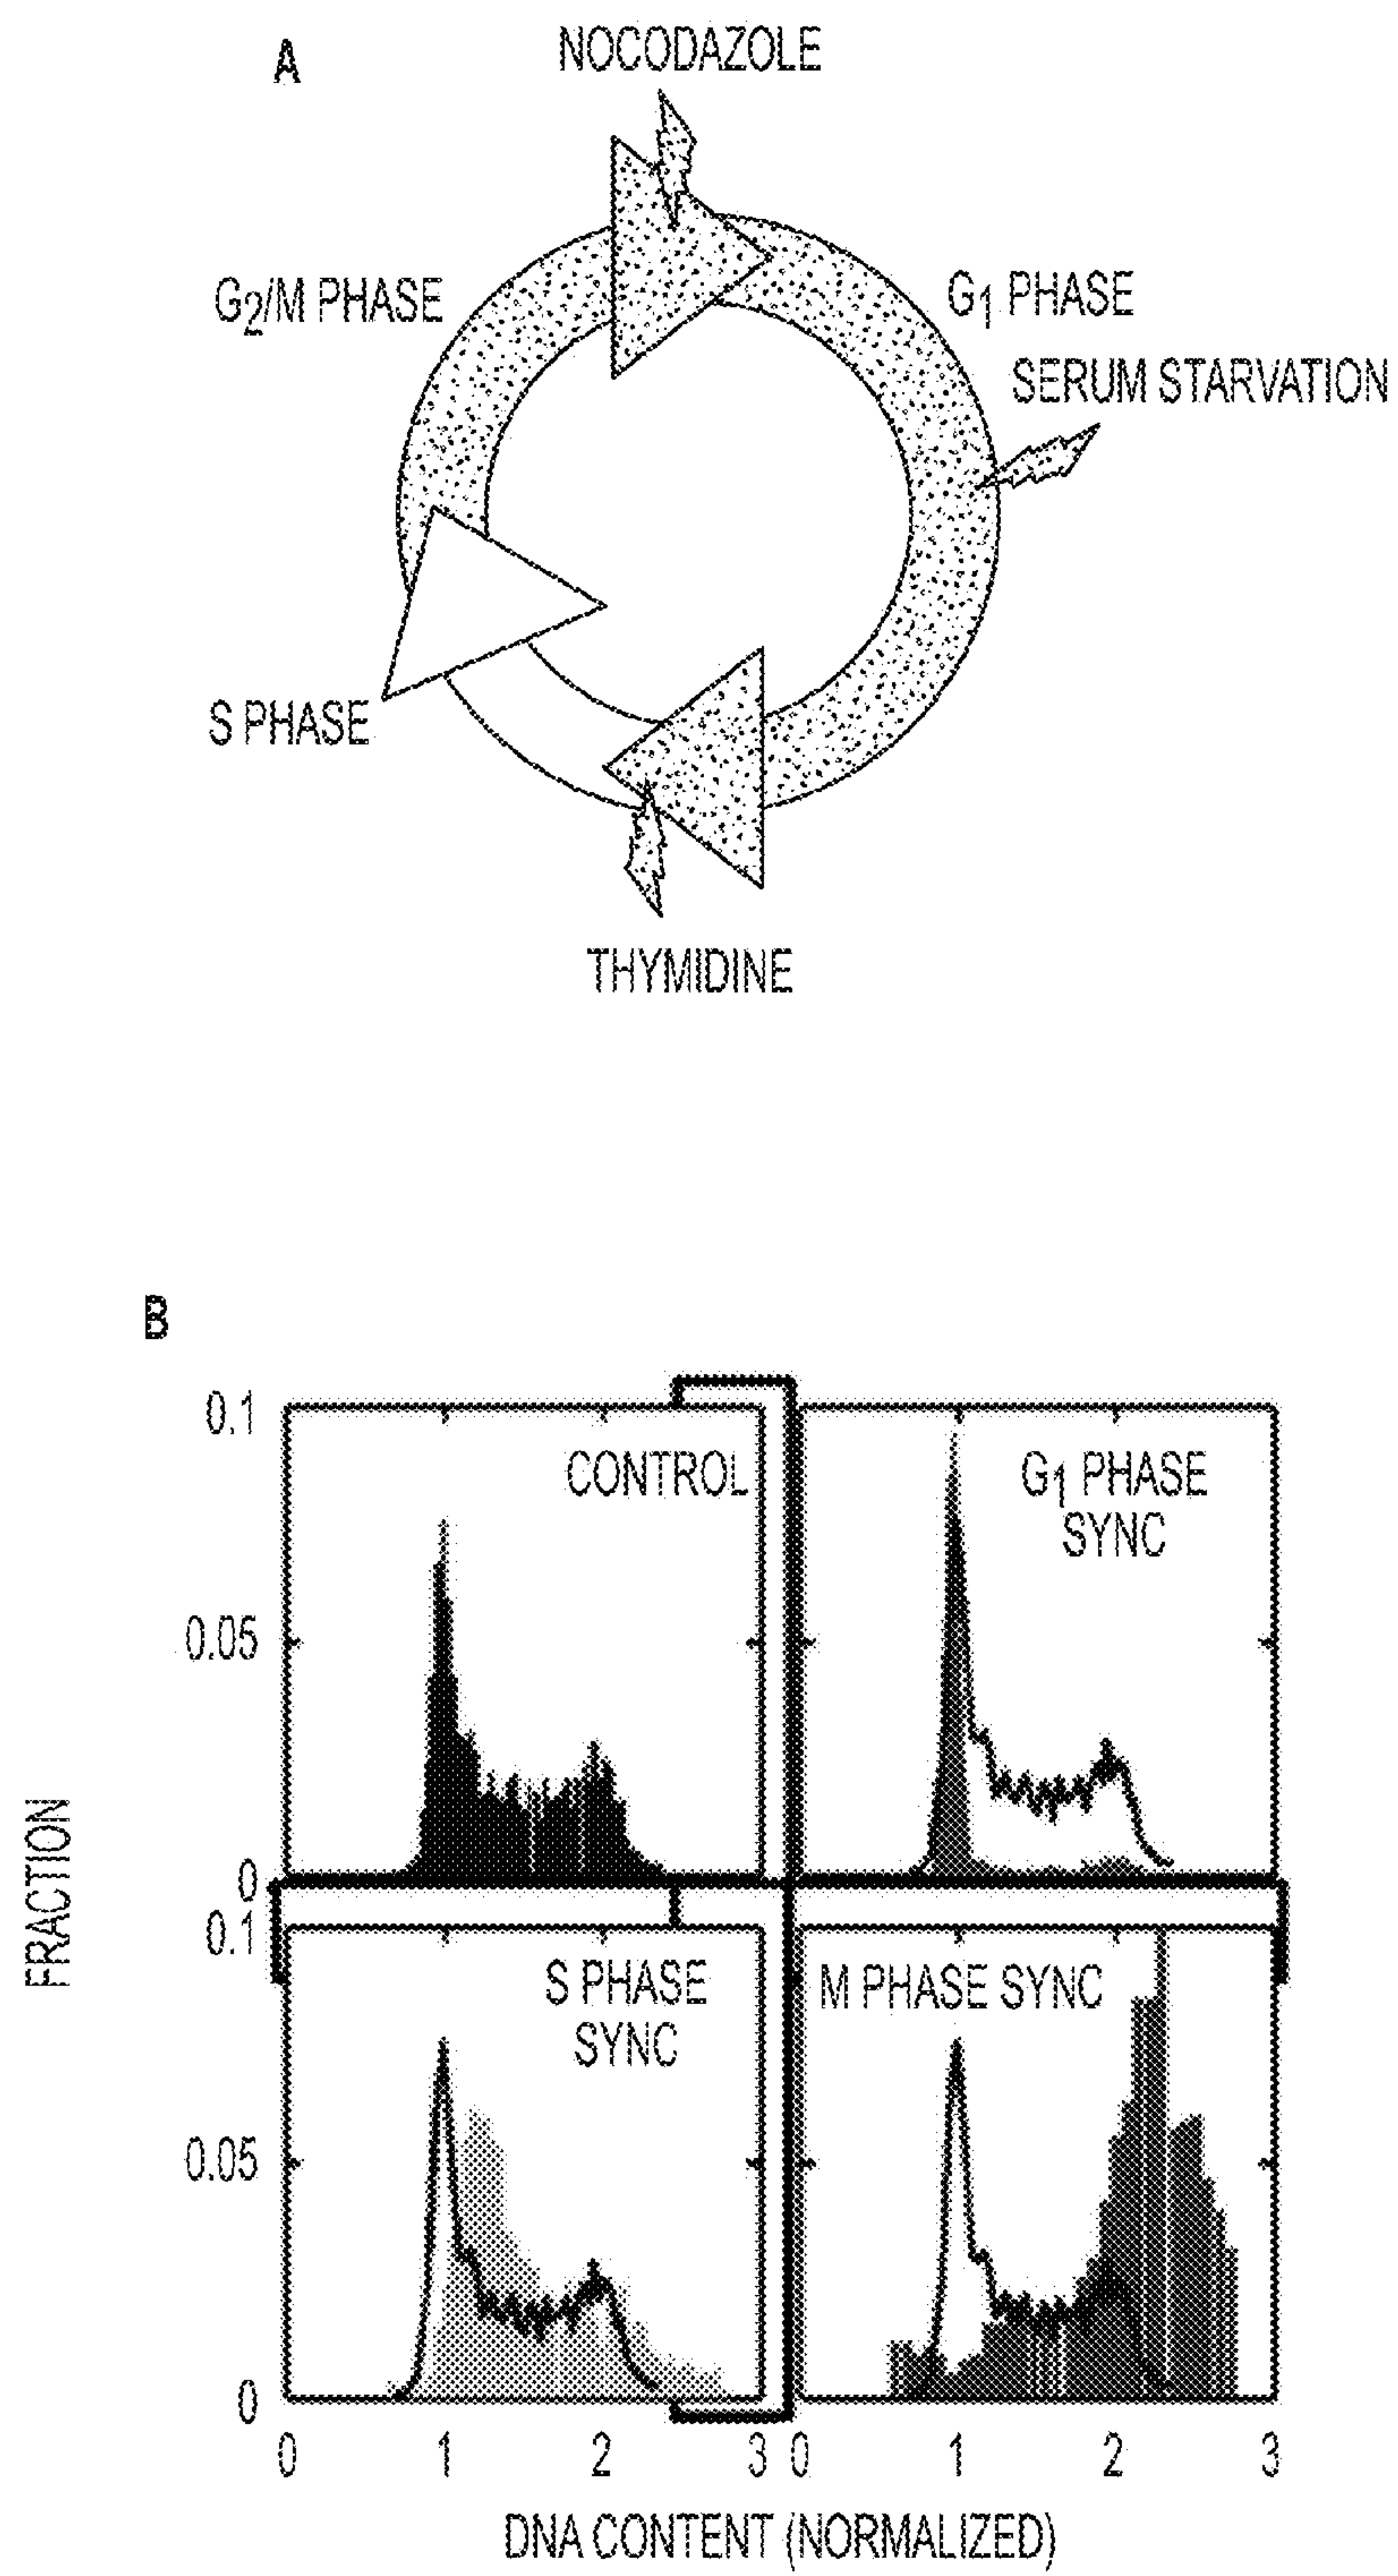 A
NOCODAZOLE
G2/M PHASE
G1 PHASE
SERUM STARVATION
S PHASE
THYMIDINE
B
FRACTION
0.1
0.05
0
CONTROL
G1 PHASE
SYNC
0.1
0.05
0
S PHASE
SYNC
M PHASE SYNC
0 1 2 3 0 1 2 3
DNA CONTENT (NORMALIZED)